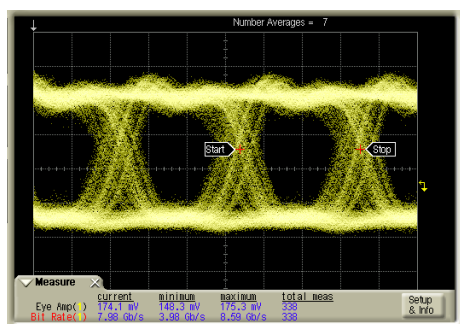 Number Averages = 7
Start
Stop
Measure
current minimum maximum total meas
Eye Amp(1) 174.1 mV 148.3 mV 175.3 mV 338
Bit Rate(1) 7.98 Gb/s 3.98 Gb/s 8.59 Gb/s 338
Setup
& Info